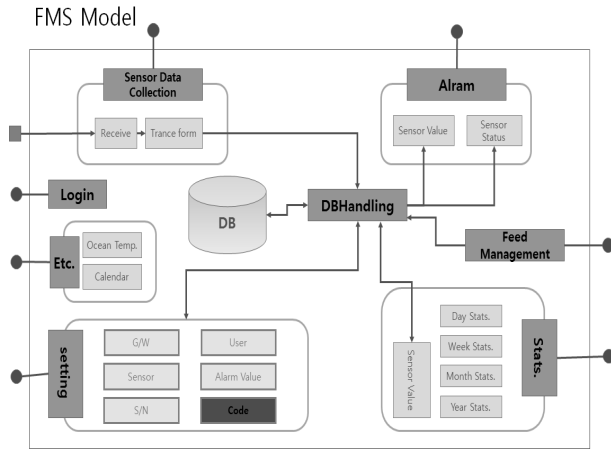 FMS Model
Sensor Data
Collection
Receive
Trance form
Alram
Sensor Value
Sensor
Status
Login
DB
DBHandling
Etc.
Ocean Temp.
Calendar
Feed
Management
setting
G/W
User
Sensor
Alarm Value
S/N
Code
Sensor Value
Day Stats.
Week Stats.
Month Stats.
Year Stats.
Stats.